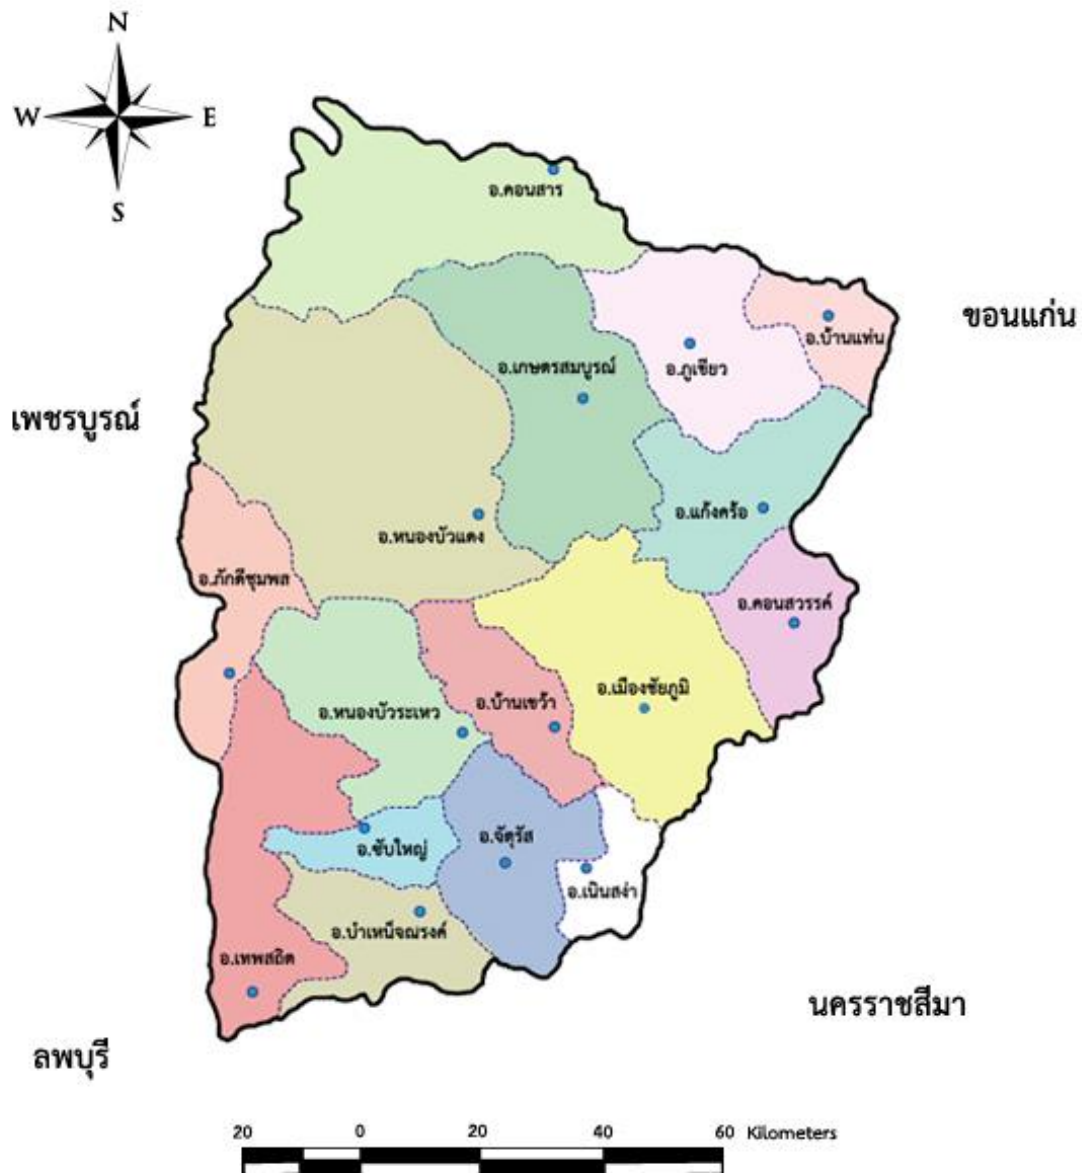 N
W
E
S
อ.คอนสาร
ขอนแก่น
อ.บ้านแท่น
อ.เกษตรสมบูรณ์
อ.ภูเขียว
เพชรบูรณ์
อ.แก้งคร้อ
อ.หนองบัวแดง
อ.ภักดีชุมพล
อ.คอนสวรรค์
อ.เมืองชัยภูมิ
อ.บ้านเขว้า
อ.หนองบัวระเหว
อ.จัตุรัส
อ.ซับใหญ่
อ.เนินสง่า
อ.บำเหน็จณรงค์
อ.เทพสถิต
นครราชสีมา
ลพบุรี
20 0 20 40 60 Kilometers